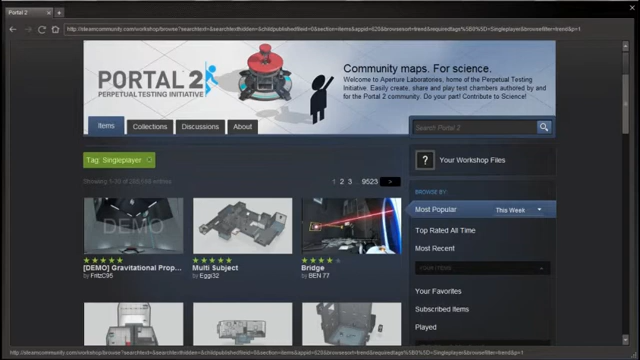 Portal 2
PORTAL 2
PERPETUAL TESTING INITIATIVE
Community maps. For science.
Welcome to Aperture Laboratories, home of the Perpetual Testing
Initiative. Easily create, share and play test chambers authored by and
for the Portal 2 community. Do your part! Contribute to Science!
Items
Collections
Discussions
About
Search Portal 2
Tag: Singleplayer
1 2 3 ... 9523 >
? Your Workshop Files
BROWSE BY:
Most Popular
This Week
Top Rated All Time
Most Recent
Your Favorites
Subscribed Items
Played
DEMO
[DEMO] Gravitational Prop...
by FritzC95
Multi Subject
by Eggi32
Bridge
by BEN 77